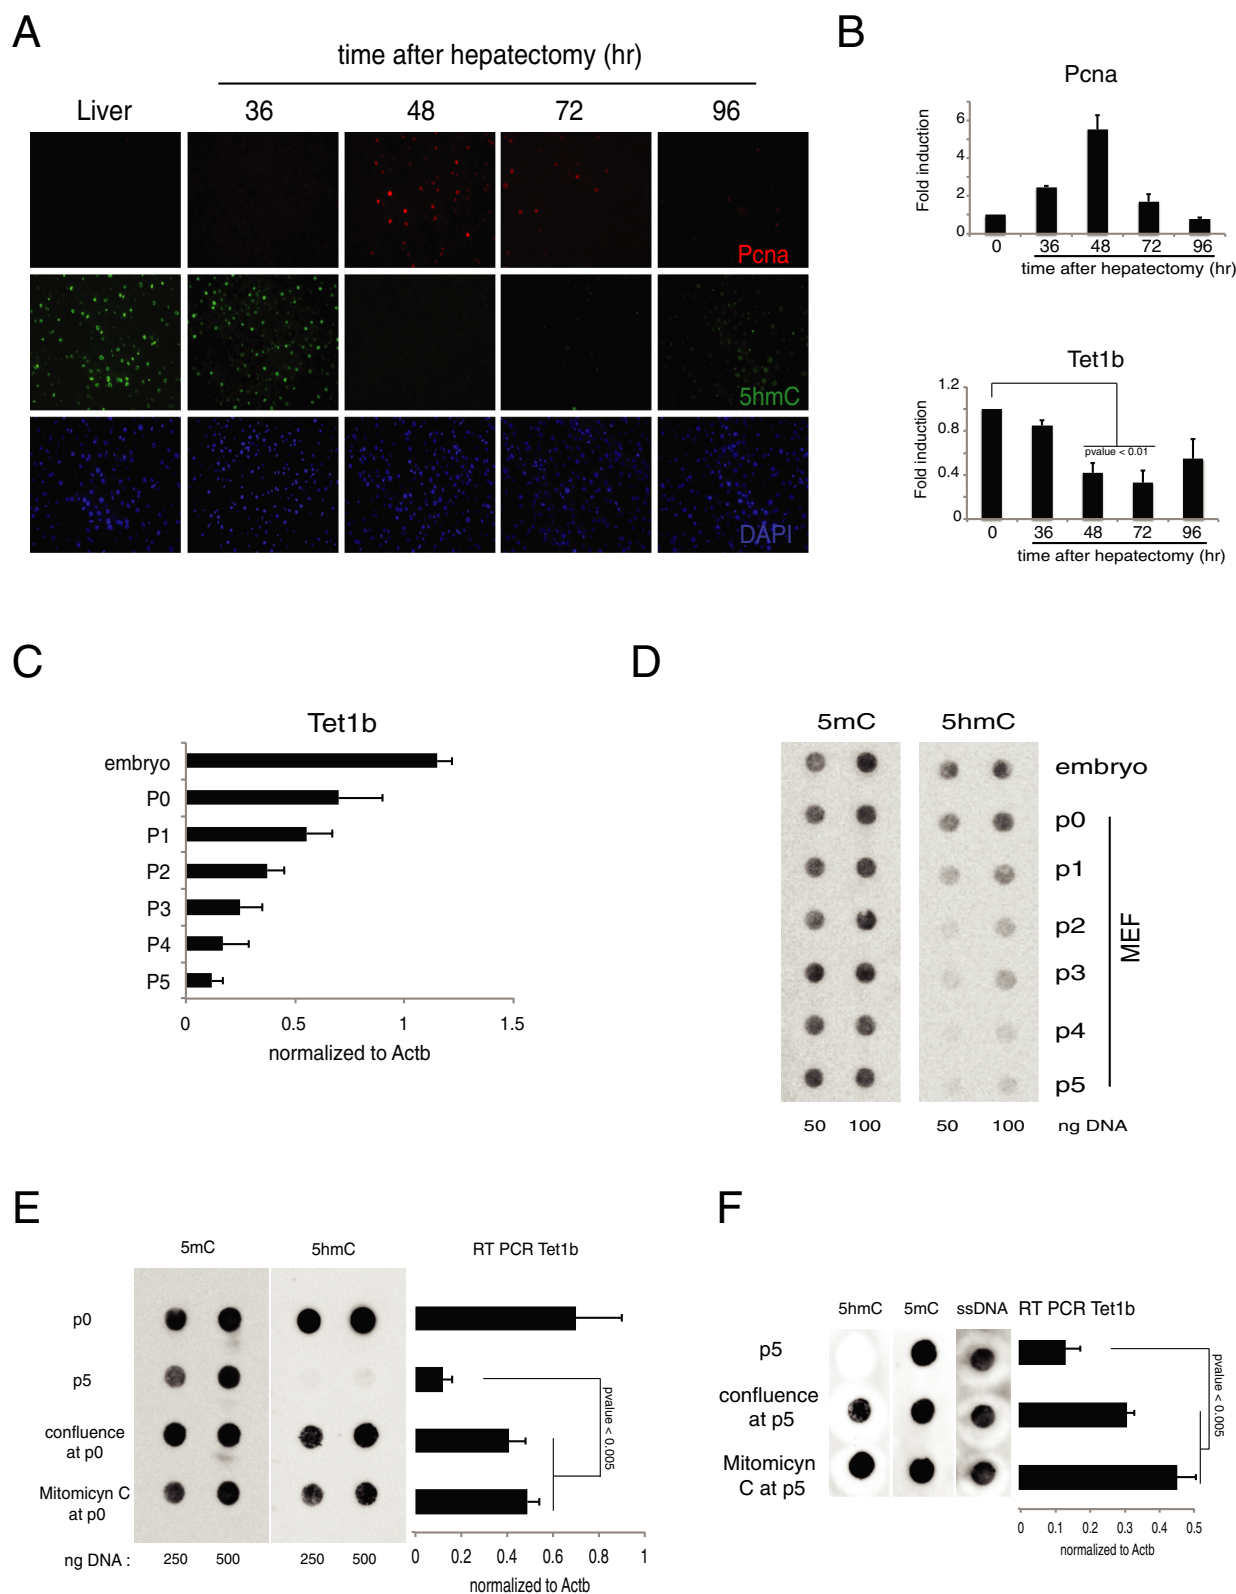 A
time after hepatectomy (hr)
Liver 36 48 72 96
Pcna
5hmC
DAPI
B
Pcna
Fold induction
6
4
2
0
0 36 48 72 96
time after hepatectomy (hr)
Tet1b
Fold induction
1.2
0.8
0.4
0
pvalue < 0.01
0 36 48 72 96
time after hepatectomy (hr)
C
Tet1b
embryo
P0
P1
P2
P3
P4
P5
0 0.5 1 1.5
normalized to Actb
D
5mC 5hmC
embryo
p0
p1
p2
p3
p4
p5
MEF
50 100 50 100 ng DNA
E
5mC 5hmC RT PCR Tet1b
p0
p5
confluence
at p0
Mitomicyn C
at p0
pvalue < 0.005
ng DNA : 250 500 250 500
0 0.2 0.4 0.6 0.8 1
normalized to Actb
F
5hmC 5mC ssDNA RT PCR Tet1b
p5
confluence
at p5
Mitomicyn
C at p5
pvalue < 0.005
0 0.1 0.2 0.3 0.4 0.5
normalized to Actb